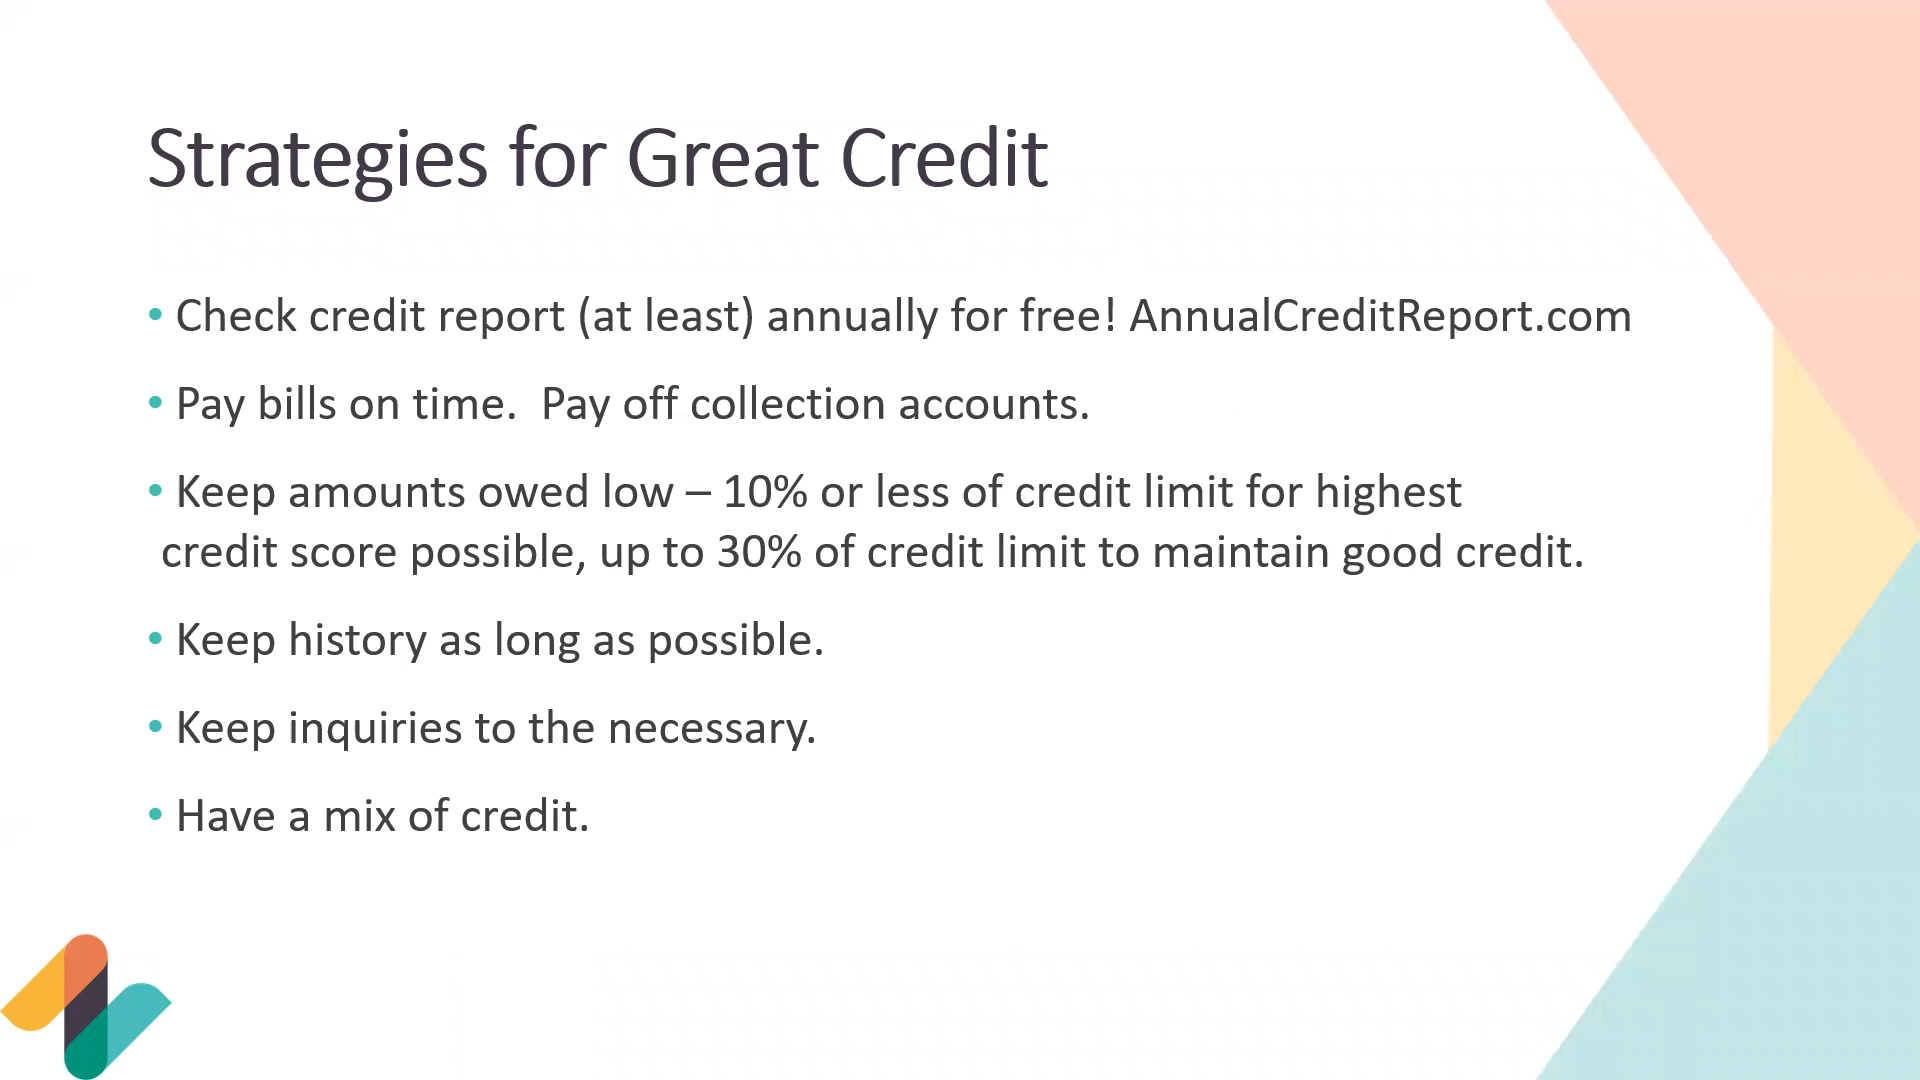 Strategies for Great Credit
• Check credit report (at least) annually for free! AnnualCreditReport.com
• Pay bills on time.  Pay off collection accounts.
• Keep amounts owed low – 10% or less of credit limit for highest
credit score possible, up to 30% of credit limit to maintain good credit.
• Keep history as long as possible.
• Keep inquiries to the necessary.
• Have a mix of credit.